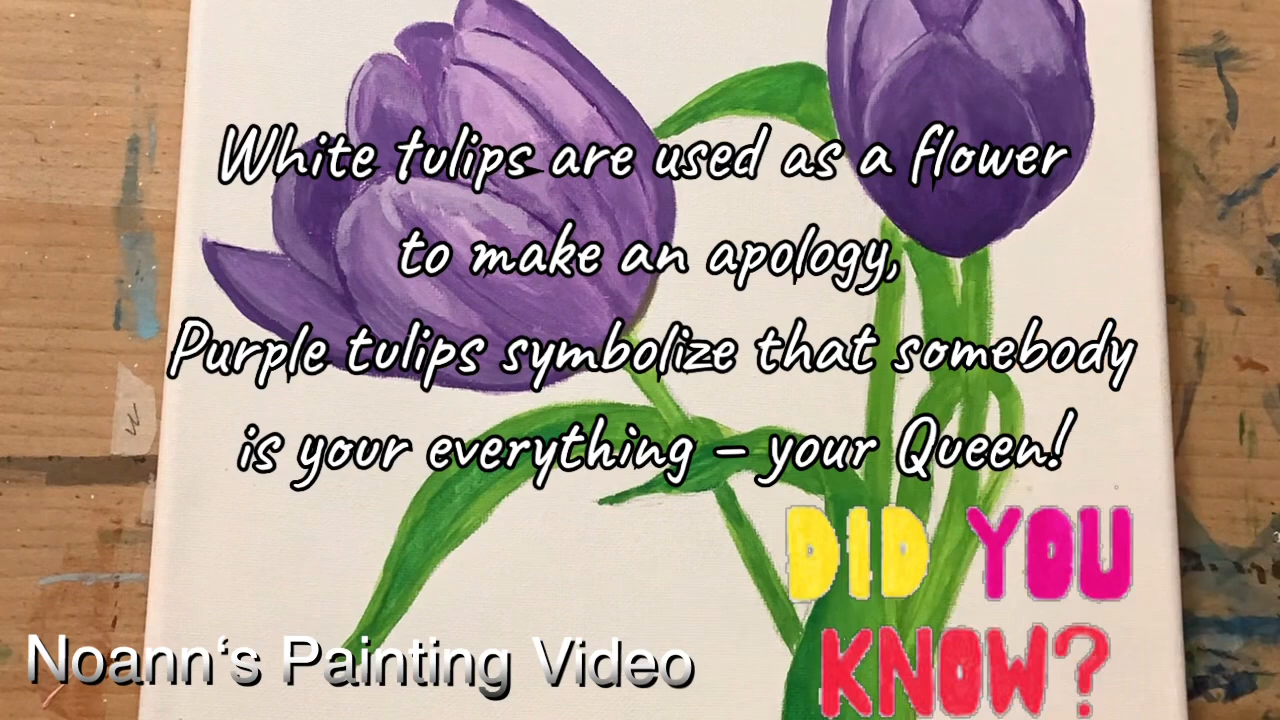 White tulips are used as a flower
to make an apology,
Purple tulips symbolize that somebody
is your everything – your Queen!
DID YOU
KNOW?
Noann‘s Painting Video